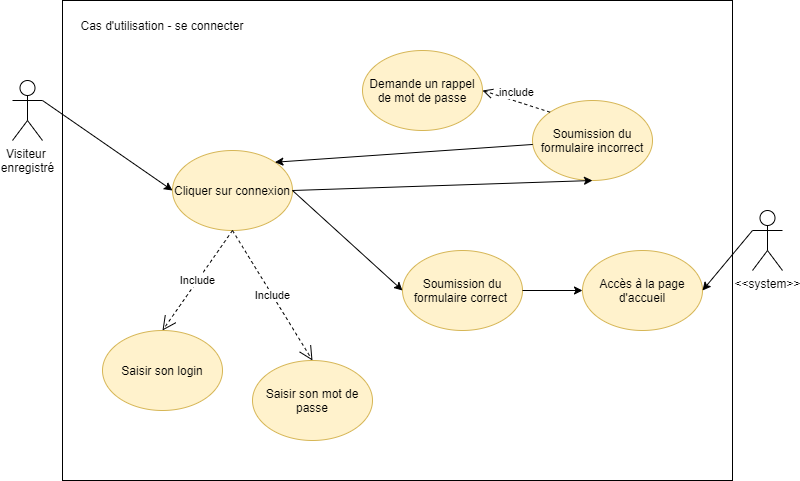 Cas d'utilisation - se connecter
Demande un rappel
de mot de passe
include
Soumission du
formulaire incorrect
Visiteur
enregistré
Cliquer sur connexion
Include
Include
Soumission du
formulaire correct
Accès à la page
d'accueil
<<system>>
Saisir son login
Saisir son mot de
passe